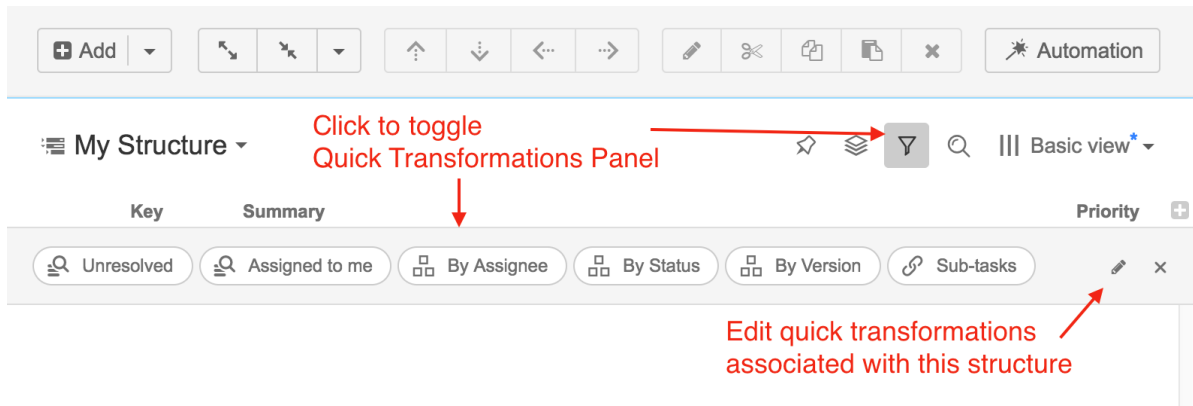 Add Automation
Click to toggle
My Structure Quick Transformations Panel Basic view*
Key Summary Priority
Unresolved Assigned to me By Assignee By Status By Version Sub-tasks
Edit quick transformations
associated with this structure